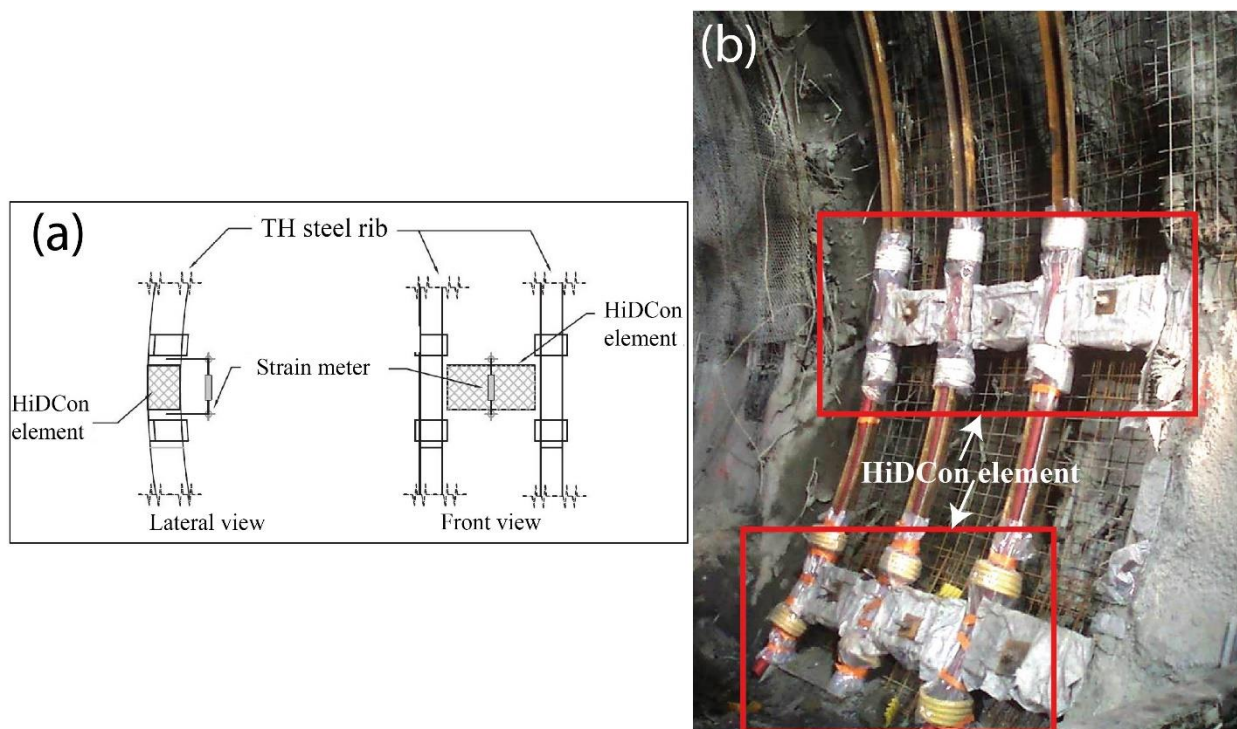 (a)
TH steel rib
HiDCon
element
Strain meter
HiDCon
element
Lateral view
Front view
(b)
HiDCon element